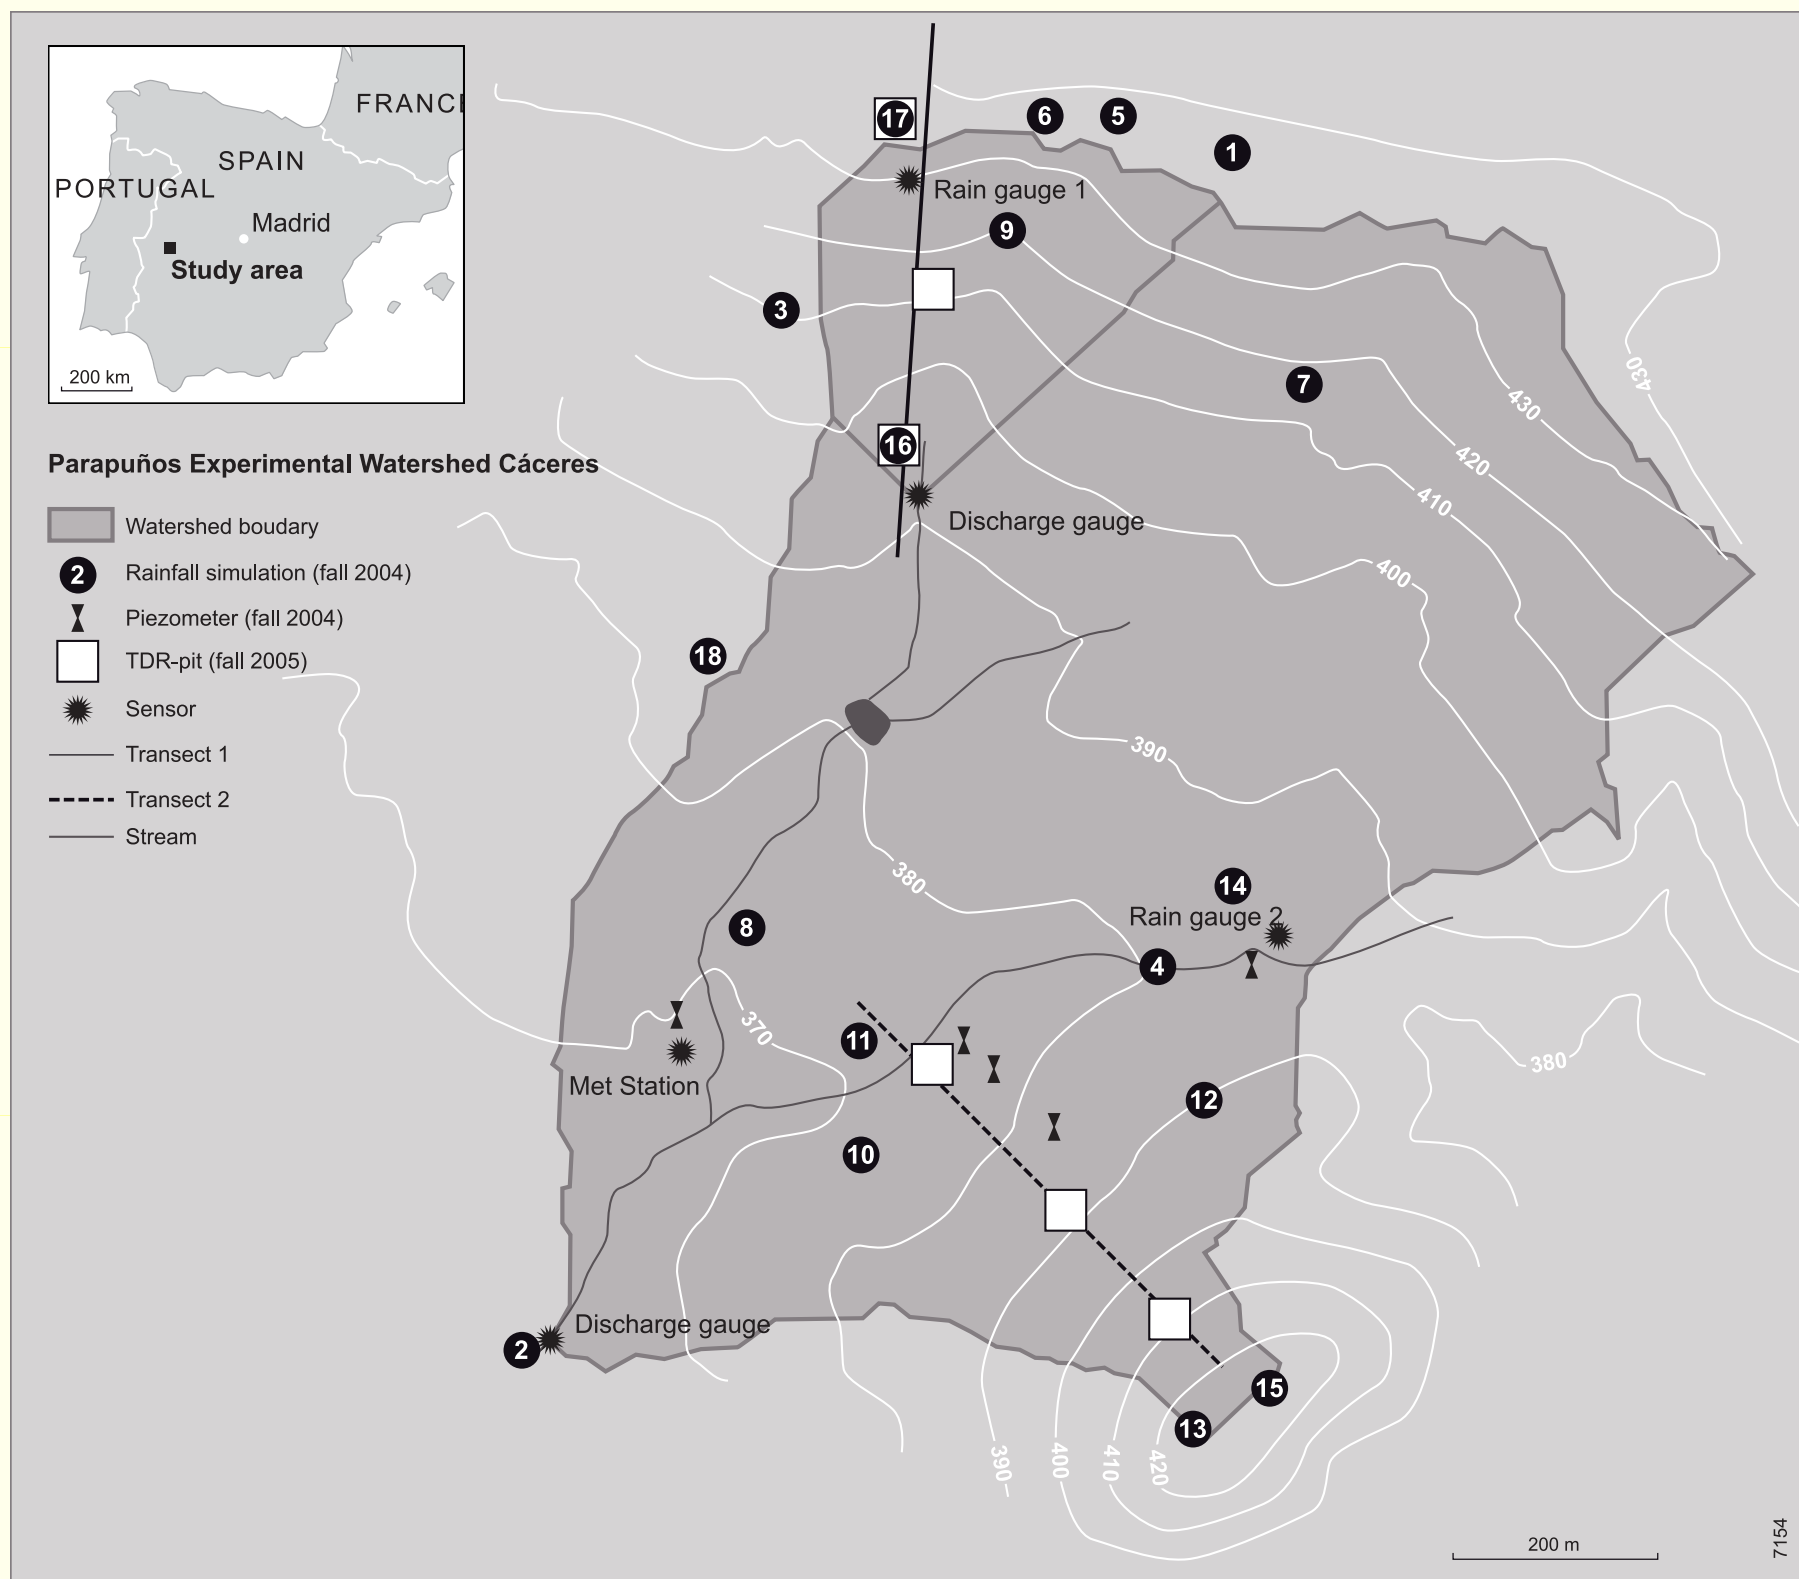 FRANCE
SPAIN
PORTUGAL
Madrid
Study area
200 km
Parapuños Experimental Watershed Cáceres
Watershed boudary
2 Rainfall simulation (fall 2004)
Piezometer (fall 2004)
TDR-pit (fall 2005)
Sensor
Transect 1
Transect 2
Stream
17
6
5
1
Rain gauge 1
9
3
7
430
430
16
420
410
Discharge gauge
400
18
390
380
14
Rain gauge 2
8
4
370
11
Met Station
380
12
10
Discharge gauge
2
15
13
390
400
410
420
200 m
7154